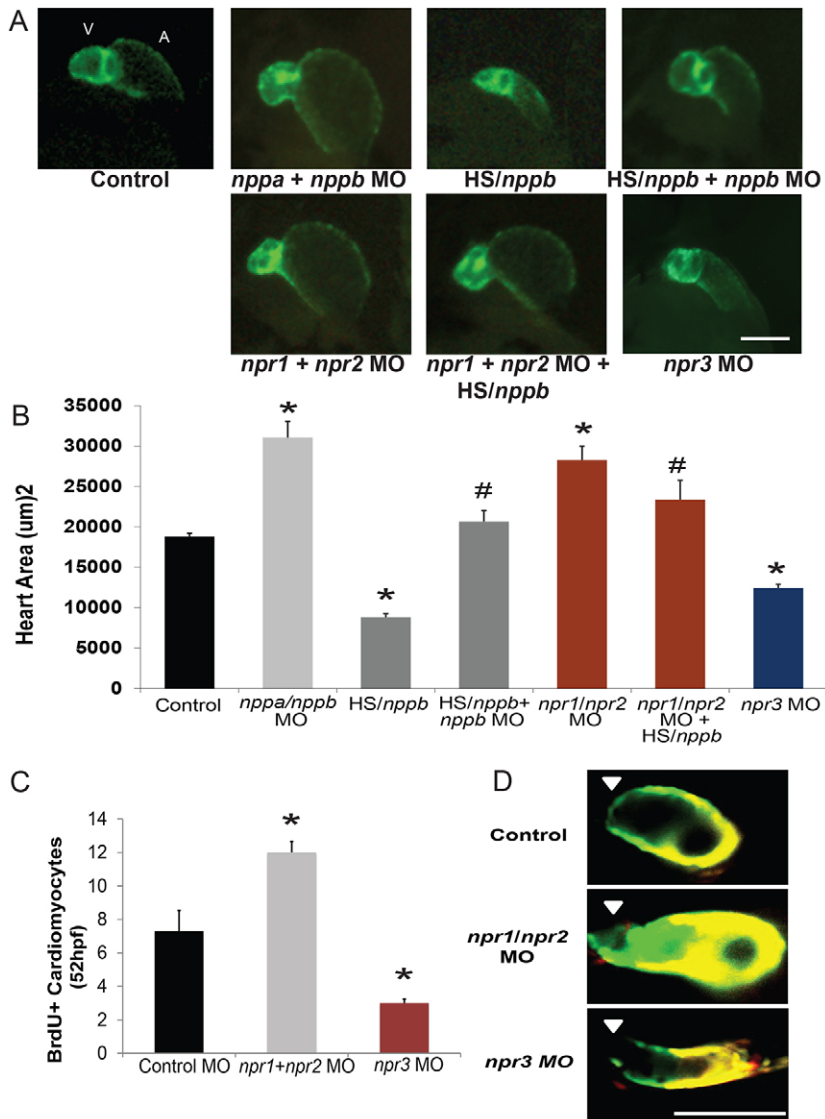 A
V A
Control
nppa + nppb MO
HS/nppb
HS/nppb + nppb MO
npr1 + npr2 MO
npr1 + npr2 MO +
HS/nppb
npr3 MO
B
Heart Area (um)2
35000
30000
25000
20000
15000
10000
5000
0
*
*
#
*
#
*
Control
nppa/nppb
MO
HS/nppb
HS/nppb+
nppb MO
npr1/npr2
MO
npr1/npr2
MO +
HS/nppb
npr3 MO
C
BrdU+ Cardiomyocytes
(52hpf)
14
12
10
8
6
4
2
0
*
*
Control MO
npr1+npr2 MO
npr3 MO
D
Control
npr1/npr2
MO
npr3 MO